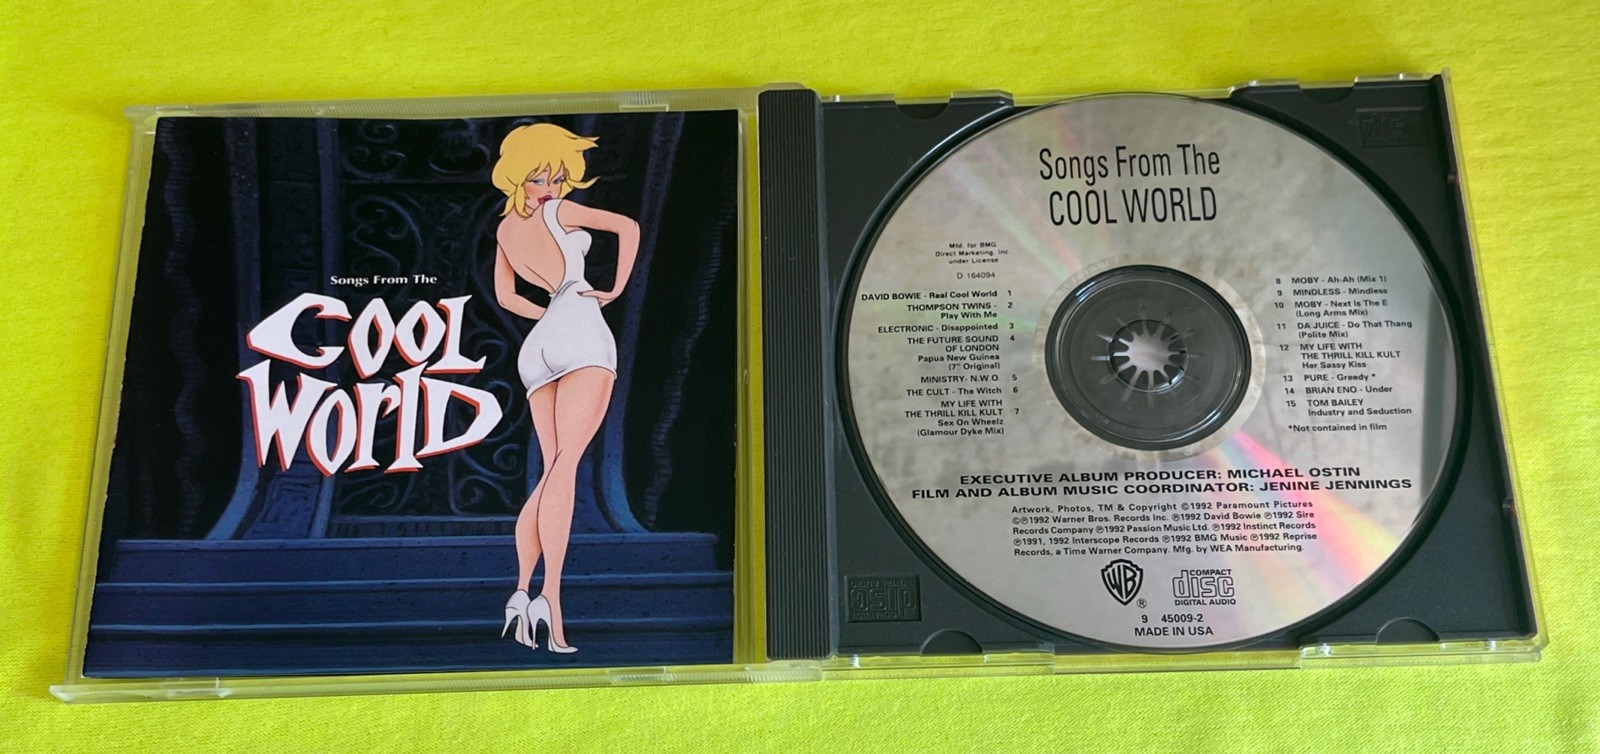 Songs From The
COOL
WORLD
Songs From The
COOL WORLD
Mfd. for BMG
Direct Marketing, Inc.
under License
D 164094
DAVID BOWIE - Real Cool World 1
THOMPSON TWINS - 2
Play With Me
ELECTRONIC - Disappointed 3
THE FUTURE SOUND 4
OF LONDON
Papua New Guinea
(7" Original)
MINISTRY- N.W.O. 5
THE CULT - The Witch 6
MY LIFE WITH
THE THRILL KILL KULT 7
Sex On Wheelz
(Glamour Dyke Mix)
8 MOBY - Ah-Ah (Mix 1)
9 MINDLESS - Mindless
10 MOBY - Next Is The E
(Long Arms Mix)
11 DA JUICE - Do That Thang
(Polite Mix)
12 MY LIFE WITH
THE THRILL KILL KULT
Her Sassy Kiss
13 PURE - Greedy *
14 BRIAN ENO - Under
15 TOM BAILEY
Industry and Seduction
*Not contained in film
EXECUTIVE ALBUM PRODUCER: MICHAEL OSTIN
FILM AND ALBUM MUSIC COORDINATOR: JENINE JENNINGS
Artwork, Photos, TM & Copyright ©1992 Paramount Pictures
©℗1992 Warner Bros. Records Inc. ℗1992 David Bowie ℗1992 Sire
Records Company ℗1992 Passion Music Ltd. ℗1992 Instinct Records
℗1991, 1992 Interscope Records ℗1992 BMG Music ℗1992 Reprise
Records, a Time Warner Company. Mfg. by WEA Manufacturing.
WB ®
COMPACT
disc
DIGITAL AUDIO
9 45009-2
MADE IN USA